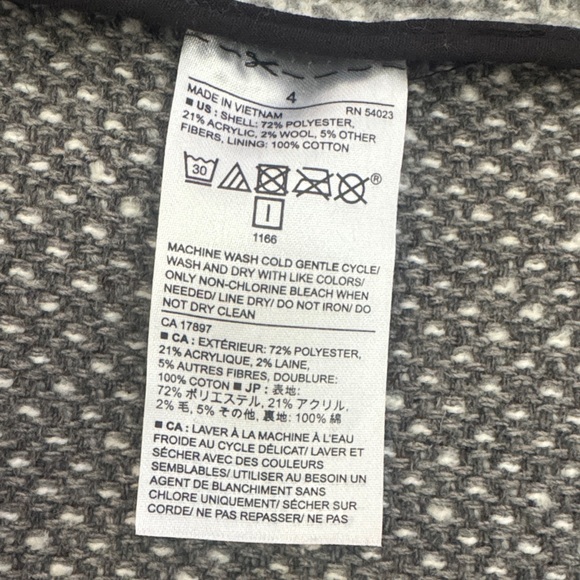 4
MADE IN VIETNAM RN 54023
■ US : SHELL: 72% POLYESTER,
21% ACRYLIC, 2% WOOL, 5% OTHER
FIBERS, LINING: 100% COTTON
30
®
1166
MACHINE WASH COLD GENTLE CYCLE/
WASH AND DRY WITH LIKE COLORS/
ONLY NON-CHLORINE BLEACH WHEN
NEEDED/ LINE DRY/ DO NOT IRON/ DO
NOT DRY CLEAN
CA 17897
■ CA : EXTÉRIEUR: 72% POLYESTER,
21% ACRYLIQUE, 2% LAINE,
5% AUTRES FIBRES, DOUBLURE:
100% COTON ■ JP : 表地:
72% ポリエステル, 21% アクリル,
2% 毛, 5% その他, 裏地: 100% 綿
■ CA : LAVER À LA MACHINE À L'EAU
FROIDE AU CYCLE DÉLICAT/ LAVER ET
SÉCHER AVEC DES COULEURS
SEMBLABLES/ UTILISER AU BESOIN UN
AGENT DE BLANCHIMENT SANS
CHLORE UNIQUEMENT/ SÉCHER SUR
CORDE/ NE PAS REPASSER/ NE PAS